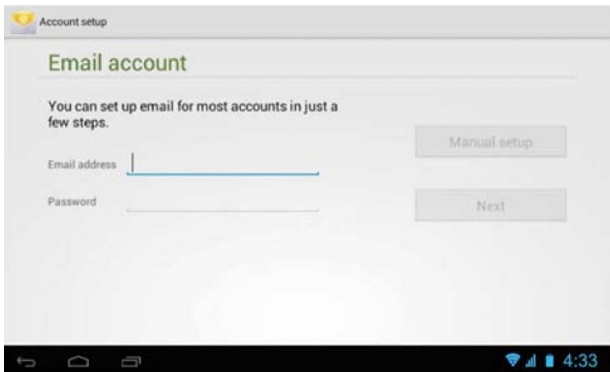 Account setup
Email account
You can set up email for most accounts in just a
few steps.
Manual setup
Email address
Password
Next
4:33